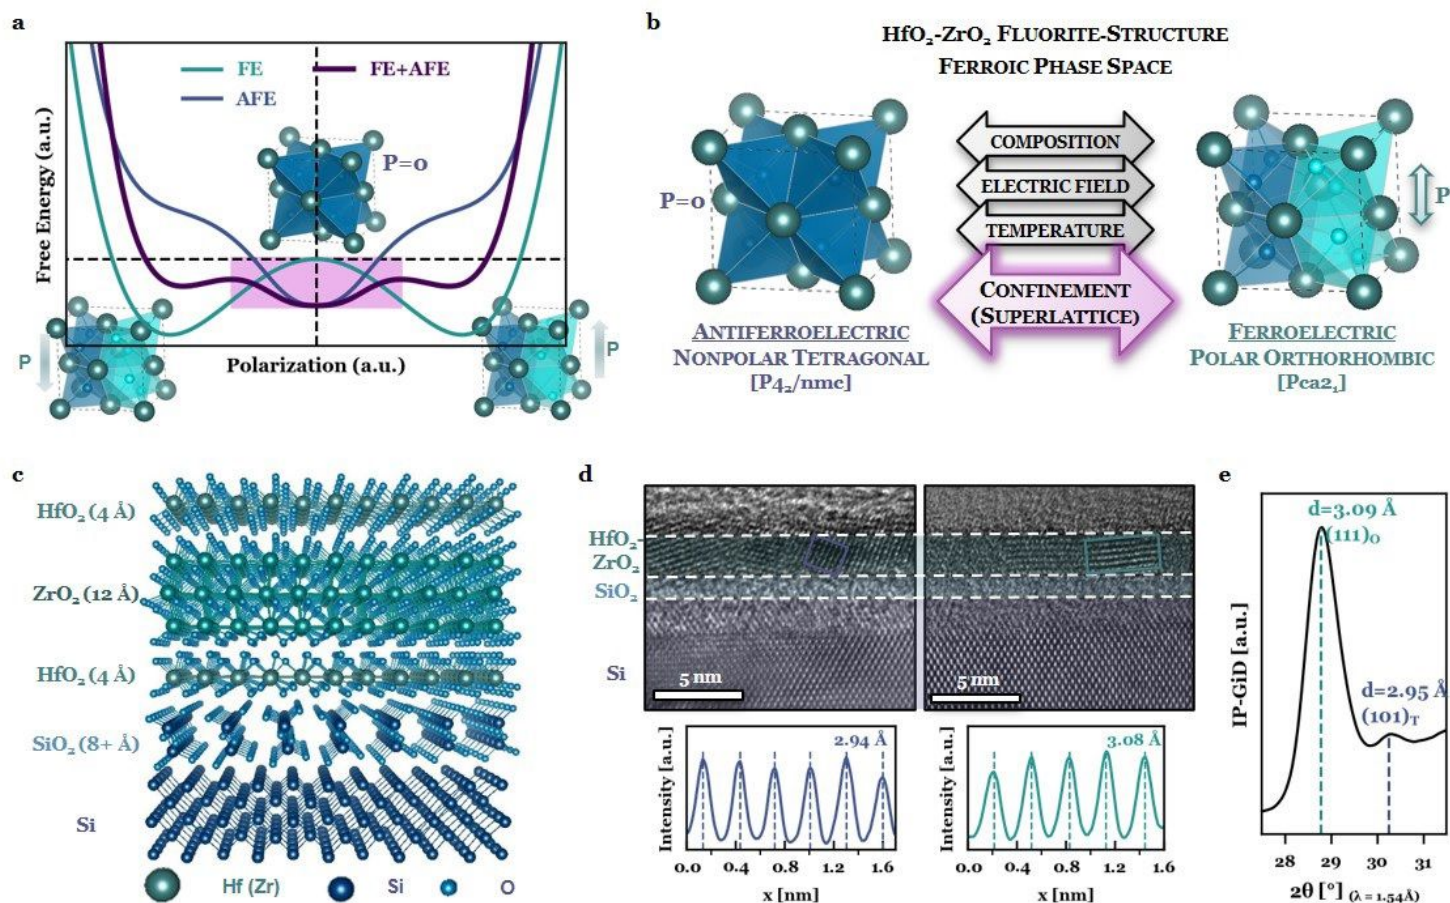 a
FE
FE+AFE
AFE
P=0
Free Energy (a.u.)
P
P
Polarization (a.u.)
b
HfO₂-ZrO₂ FLUORITE-STRUCTURE
FERROIC PHASE SPACE
P=0
COMPOSITION
ELECTRIC FIELD
TEMPERATURE
CONFINEMENT
(SUPERLATTICE)
P
ANTIFERROELECTRIC
NONPOLAR TETRAGONAL
[P4₂/nmc]
FERROELECTRIC
POLAR ORTHORHOMBIC
[Pca2₁]
c
HfO₂ (4 Å)
ZrO₂ (12 Å)
HfO₂ (4 Å)
SiO₂ (8+ Å)
Si
Hf (Zr)
Si
O
d
HfO₂-
ZrO₂
SiO₂
Si
5 nm
5 nm
Intensity [a.u.]
2.94 Å
0.0 0.4 0.8 1.2 1.6
x [nm]
Intensity [a.u.]
3.08 Å
0.0 0.4 0.8 1.2 1.6
x [nm]
e
IP-GiD [a.u.]
d=3.09 Å
(111)O
d=2.95 Å
(101)T
28 29 30 31
2θ [°] (λ = 1.54Å)